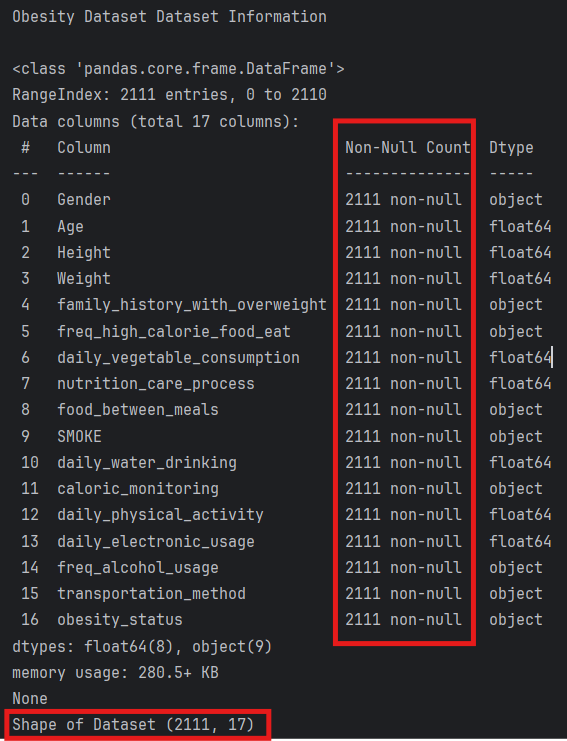 Obesity Dataset Dataset Information
<class 'pandas.core.frame.DataFrame'>
RangeIndex: 2111 entries, 0 to 2110
Data columns (total 17 columns):
 #   Column                          Non-Null Count  Dtype
---  ------                          --------------  -----
 0   Gender                          2111 non-null   object
 1   Age                             2111 non-null   float64
 2   Height                          2111 non-null   float64
 3   Weight                          2111 non-null   float64
 4   family_history_with_overweight  2111 non-null   object
 5   freq_high_calorie_food_eat      2111 non-null   object
 6   daily_vegetable_consumption     2111 non-null   float64
 7   nutrition_care_process          2111 non-null   float64
 8   food_between_meals              2111 non-null   object
 9   SMOKE                           2111 non-null   object
 10  daily_water_drinking            2111 non-null   float64
 11  caloric_monitoring              2111 non-null   object
 12  daily_physical_activity         2111 non-null   float64
 13  daily_electronic_usage          2111 non-null   float64
 14  freq_alcohol_usage              2111 non-null   object
 15  transportation_method           2111 non-null   object
 16  obesity_status                  2111 non-null   object
dtypes: float64(8), object(9)
memory usage: 280.5+ KB
None
Shape of Dataset (2111, 17)